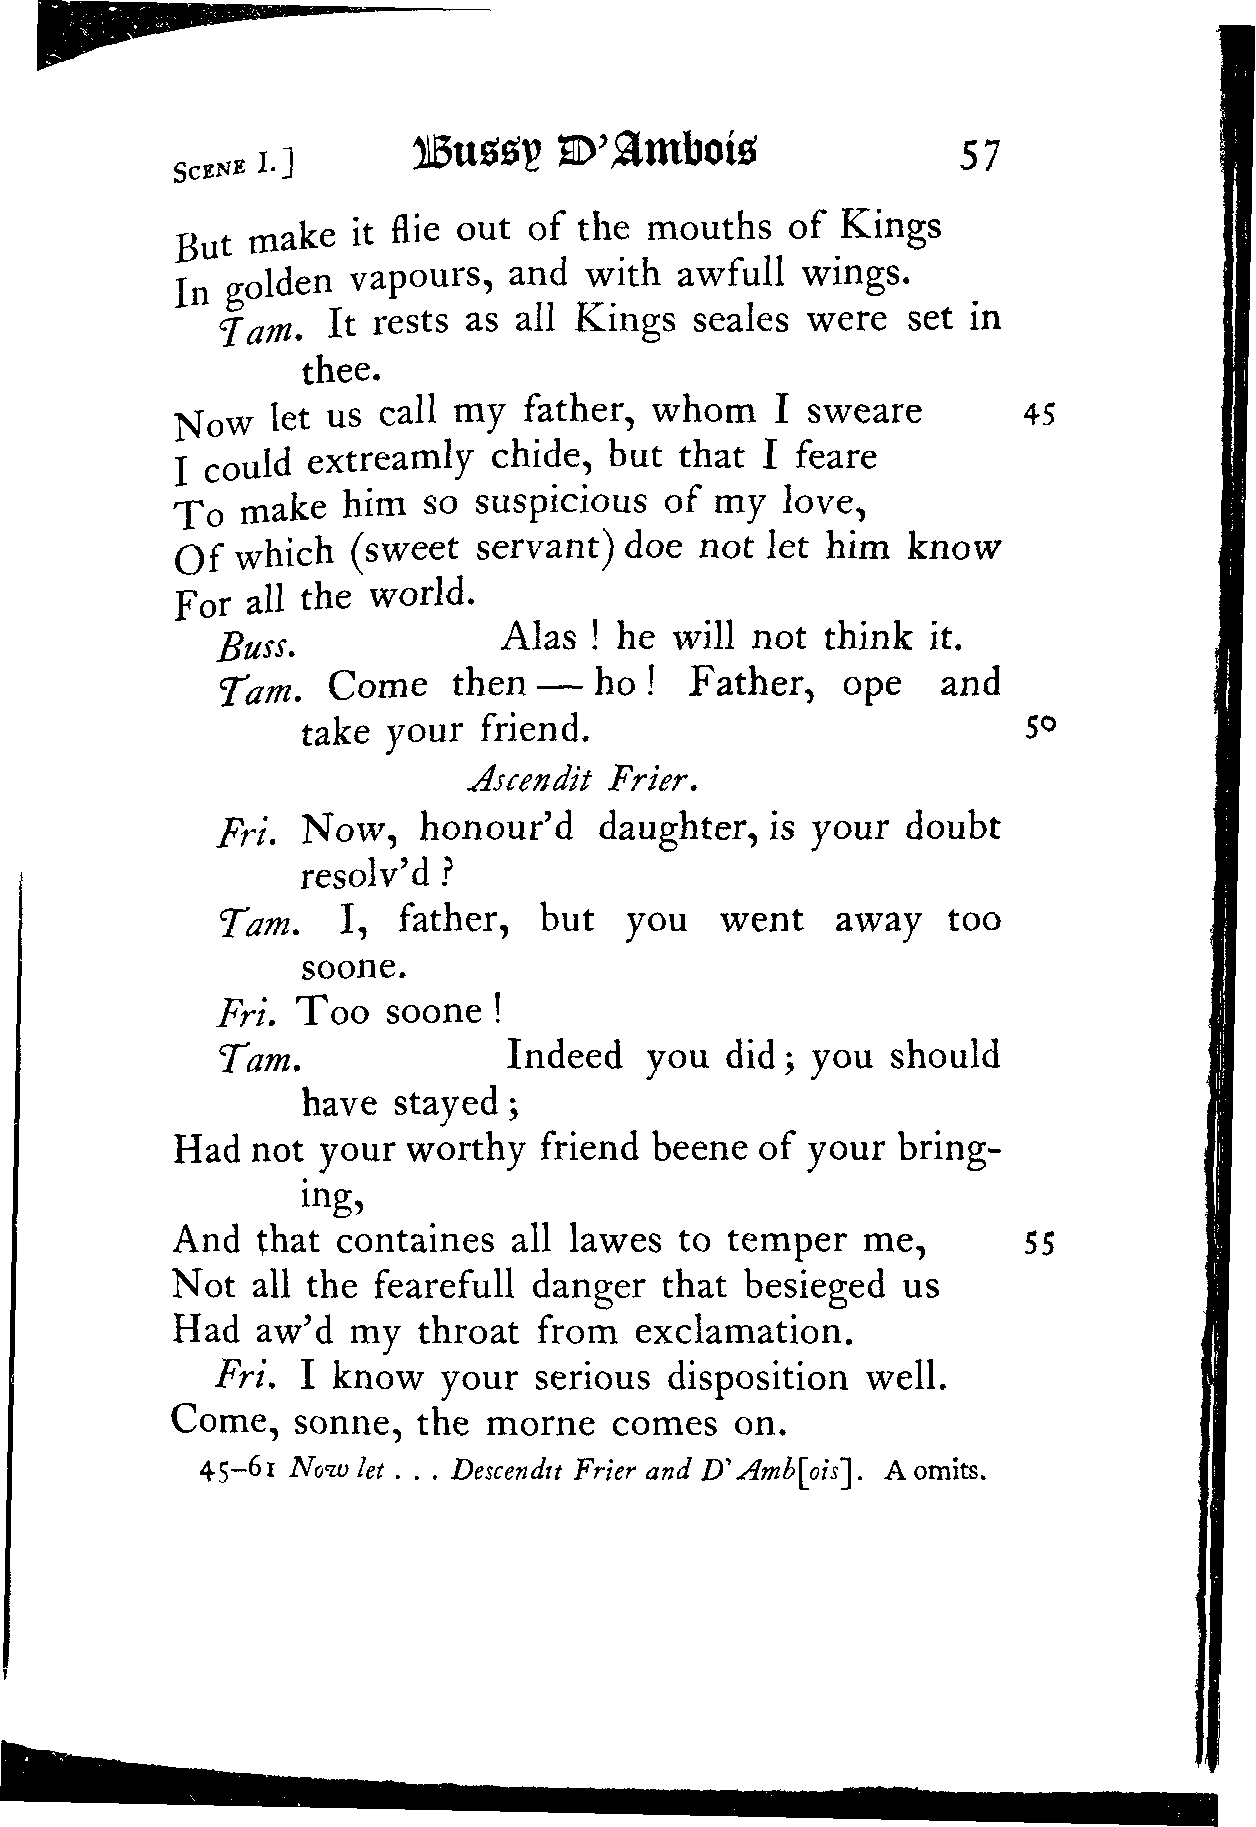 SCENE I.] Bussy D'Ambois 57
But make it flie out of the mouths of Kings
In golden vapours, and with awfull wings.
Tam. It rests as all Kings seales were set in
thee.
Now let us call my father, whom I sweare 45
I could extreamly chide, but that I feare
To make him so suspicious of my love,
Of which (sweet servant) doe not let him know
For all the world.
Buss. Alas ! he will not think it.
Tam. Come then — ho ! Father, ope and
take your friend. 50
Ascendit Frier.
Fri. Now, honour'd daughter, is your doubt
resolv'd ?
Tam. I, father, but you went away too
soone.
Fri. Too soone !
Tam. Indeed you did ; you should
have stayed ;
Had not your worthy friend beene of your bring-
ing,
And that containes all lawes to temper me, 55
Not all the fearefull danger that besieged us
Had aw'd my throat from exclamation.
Fri. I know your serious disposition well.
Come, sonne, the morne comes on.
45–61 Now let . . . Descendit Frier and D'Amb[ois]. A omits.